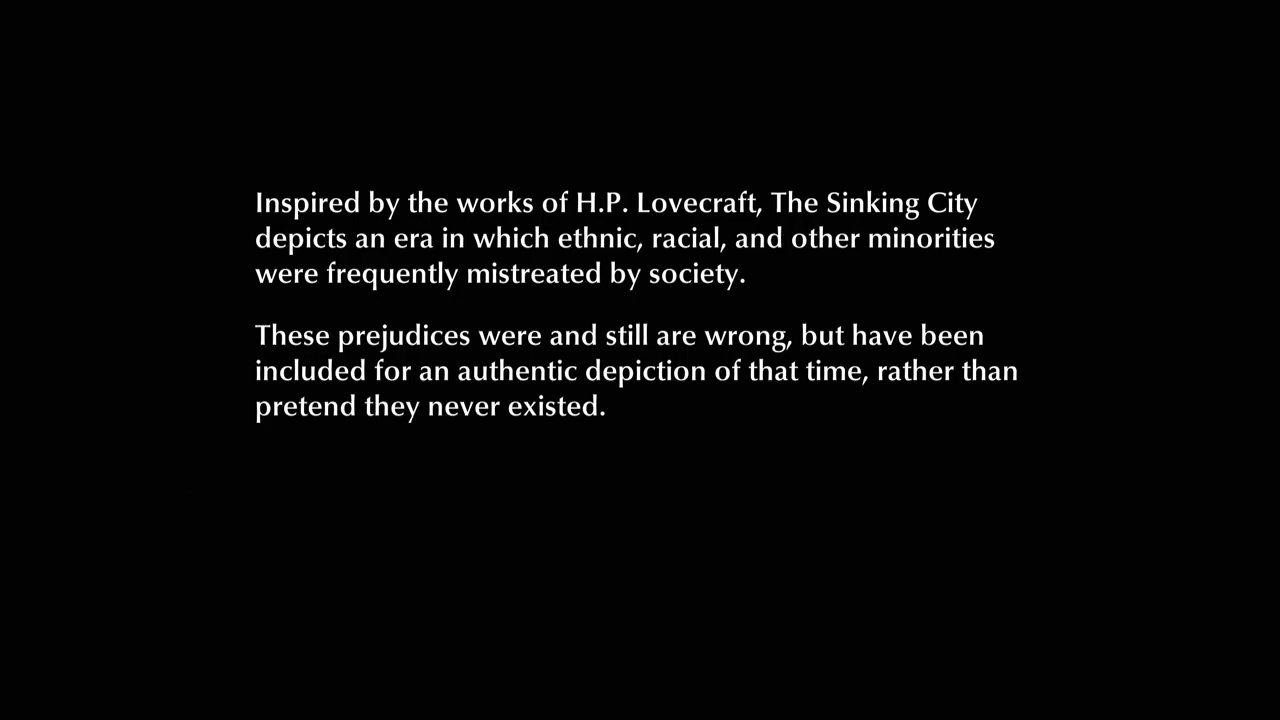 Inspired by the works of H.P. Lovecraft, The Sinking City
depicts an era in which ethnic, racial, and other minorities
were frequently mistreated by society.
These prejudices were and still are wrong, but have been
included for an authentic depiction of that time, rather than
pretend they never existed.